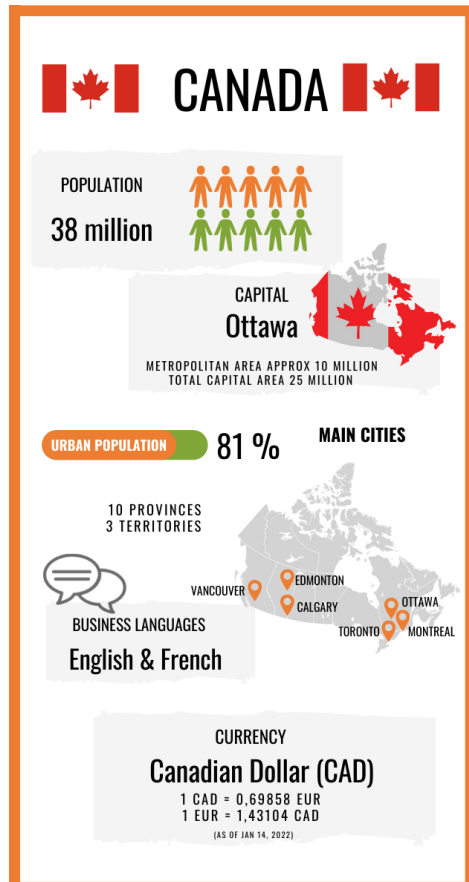 CANADA
POPULATION
38 million
CAPITAL
Ottawa
METROPOLITAN AREA APPROX 10 MILLION
TOTAL CAPITAL AREA 25 MILLION
URBAN POPULATION 81 %
MAIN CITIES
10 PROVINCES
3 TERRITORIES
EDMONTON
VANCOUVER
CALGARY
OTTAWA
TORONTO
MONTREAL
BUSINESS LANGUAGES
English & French
CURRENCY
Canadian Dollar (CAD)
1 CAD = 0,69858 EUR
1 EUR = 1,43104 CAD
(AS OF JAN 14, 2022)